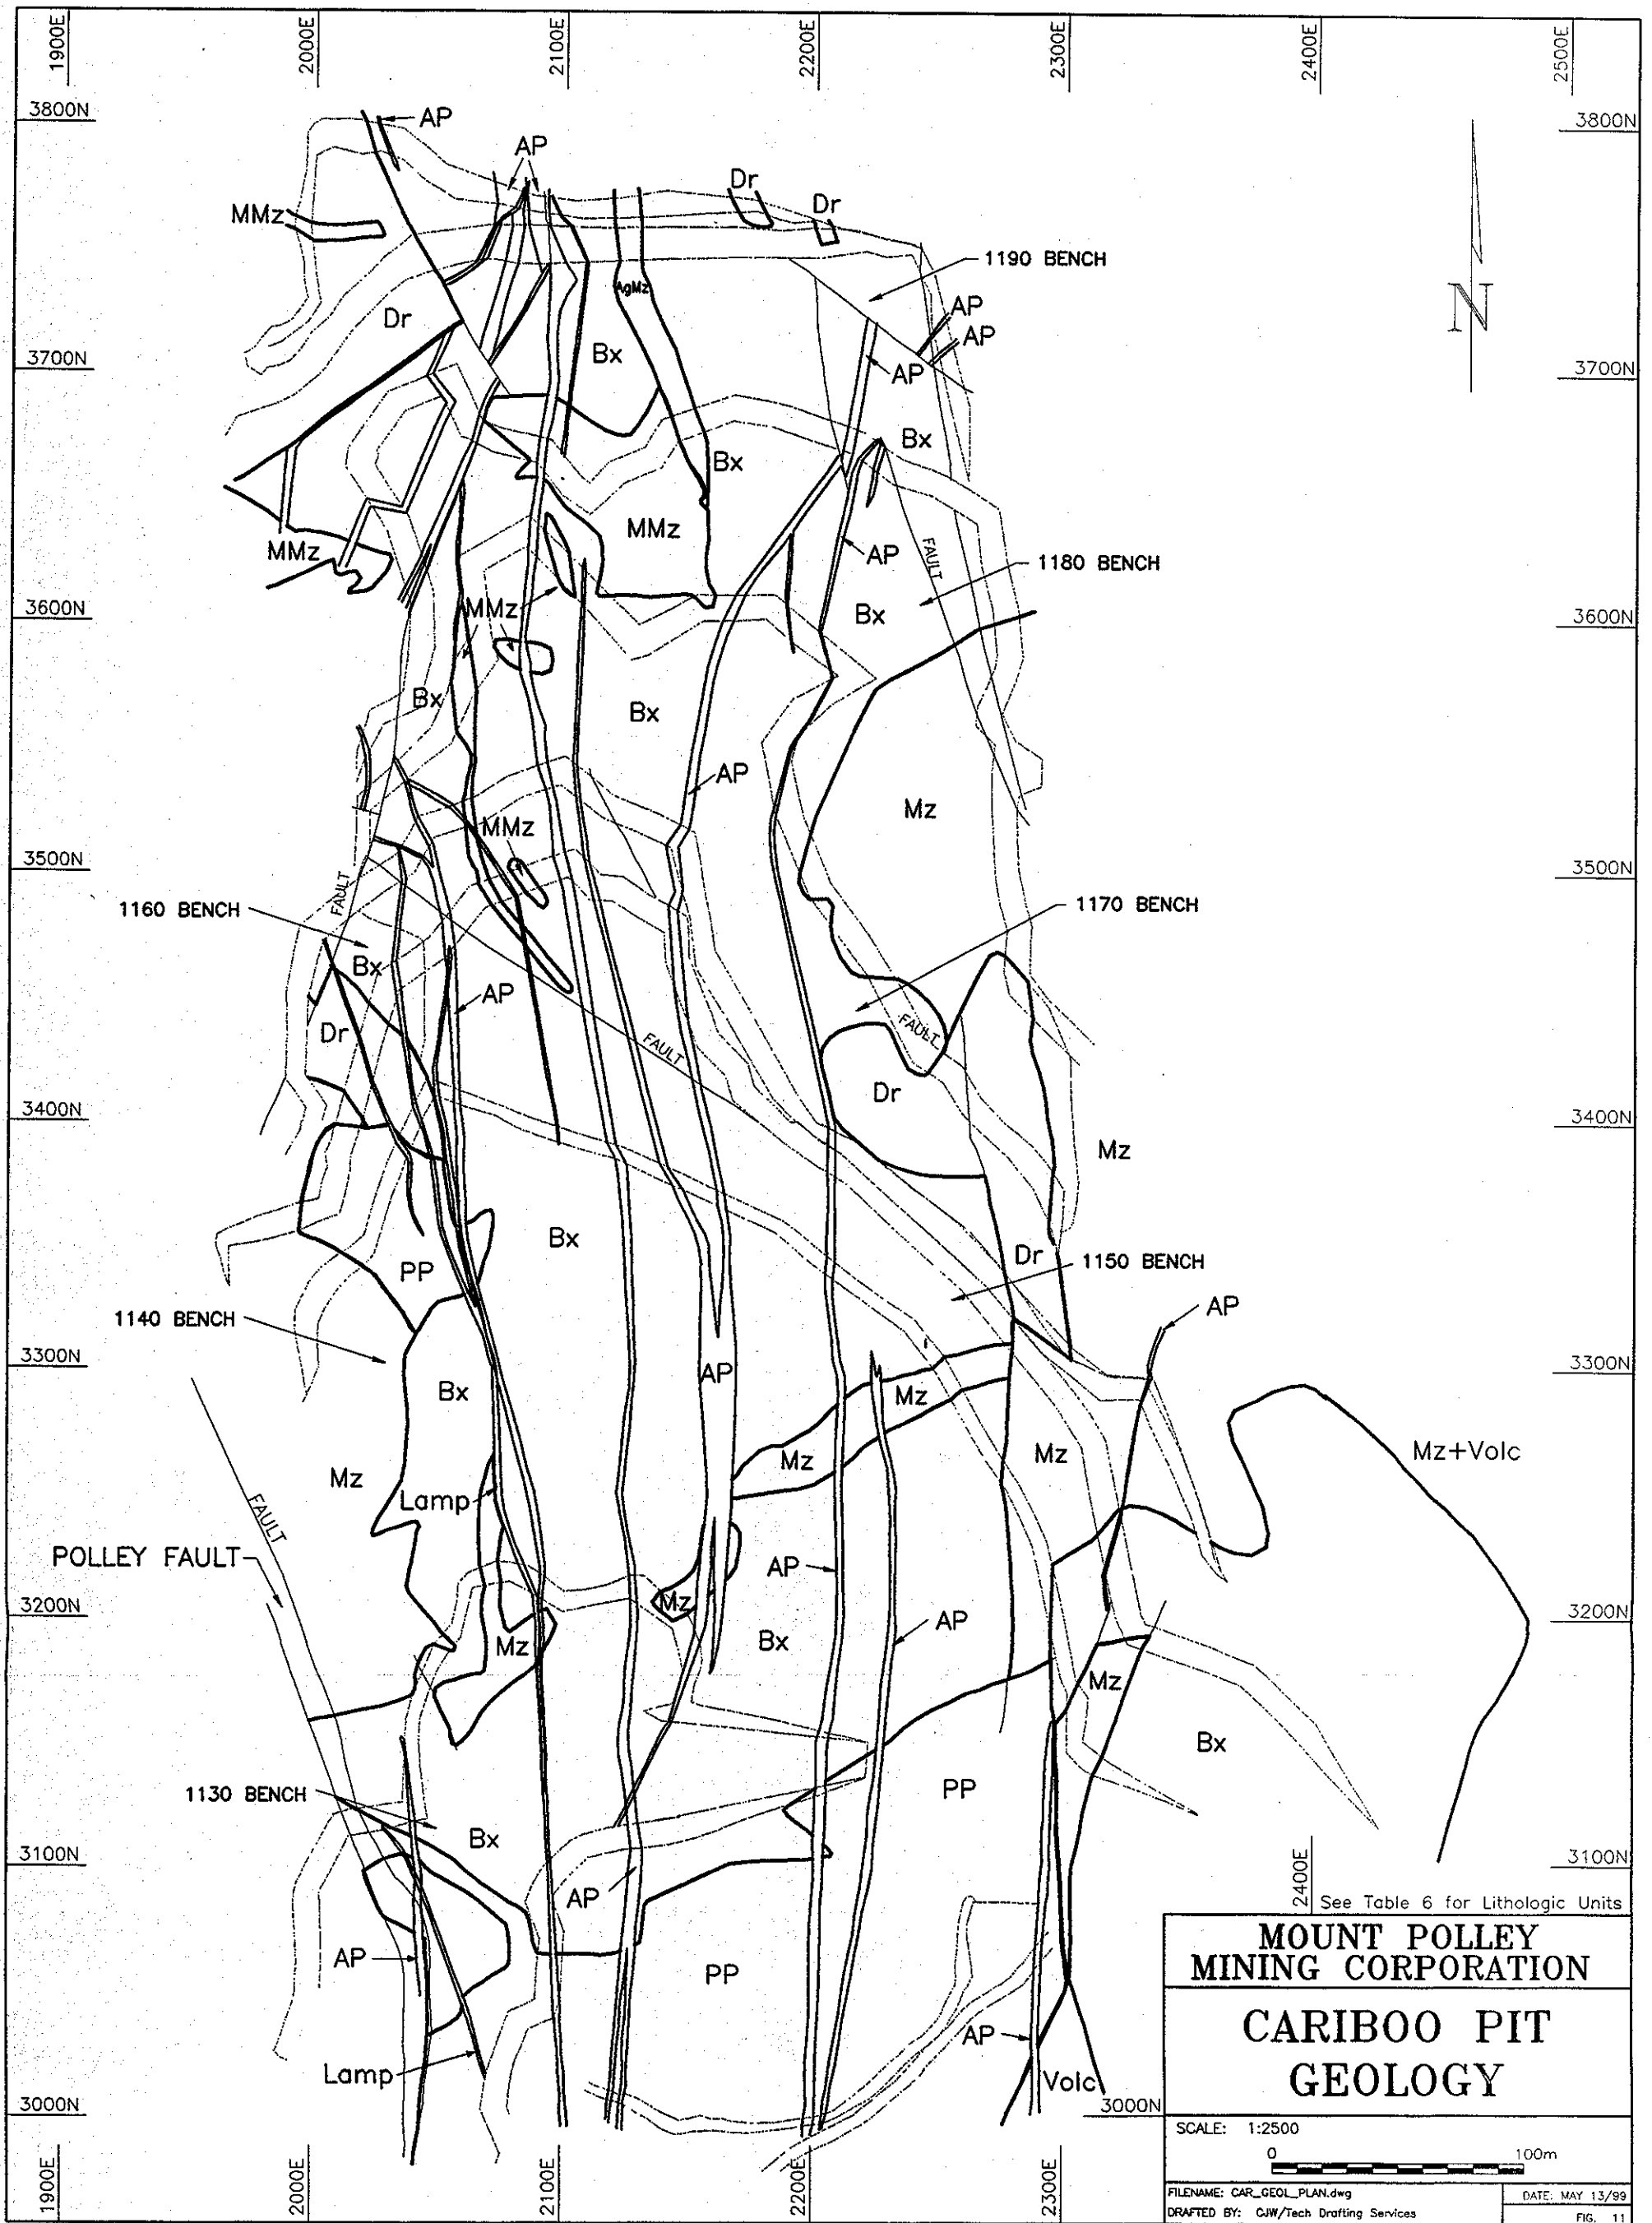 1900E
2000E
2100E
2200E
2300E
2400E
2500E
3800N
AP
3800N
AP
Dr
Dr
MMz
1190 BENCH
AgMz
AP
Dr
AP
Bx
N
3700N
AP
3700N
Bx
Bx
MMz
AP
FAULT
MMz
1180 BENCH
MMz
Bx
3600N
3600N
Bx
Bx
AP
Mz
MMz
3500N
3500N
FAULT
1160 BENCH
1170 BENCH
Bx
AP
Dr
FAULT
FAULT
Dr
3400N
3400N
Mz
Bx
Dr
PP
1150 BENCH
AP
1140 BENCH
3300N
AP
3300N
Bx
Mz
Mz
Mz
Mz+Volc
Mz
Lamp
FAULT
POLLEY FAULT
AP
3200N
Mz
AP
3200N
Mz
Bx
Mz
Bx
1130 BENCH
PP
Bx
3100N
3100N
AP
2400E
See Table 6 for Lithologic Units
AP
PP
MOUNT POLLEY
MINING CORPORATION
CARIBOO PIT
GEOLOGY
AP
Lamp
Volc
3000N
3000N
SCALE: 1:2500
0
100m
1900E
2000E
2100E
2200E
2300E
FILENAME: CAR_GEOL_PLAN.dwg
DATE: MAY 13/99
DRAFTED BY: CJW/Tech Drafting Services
FIG. 11